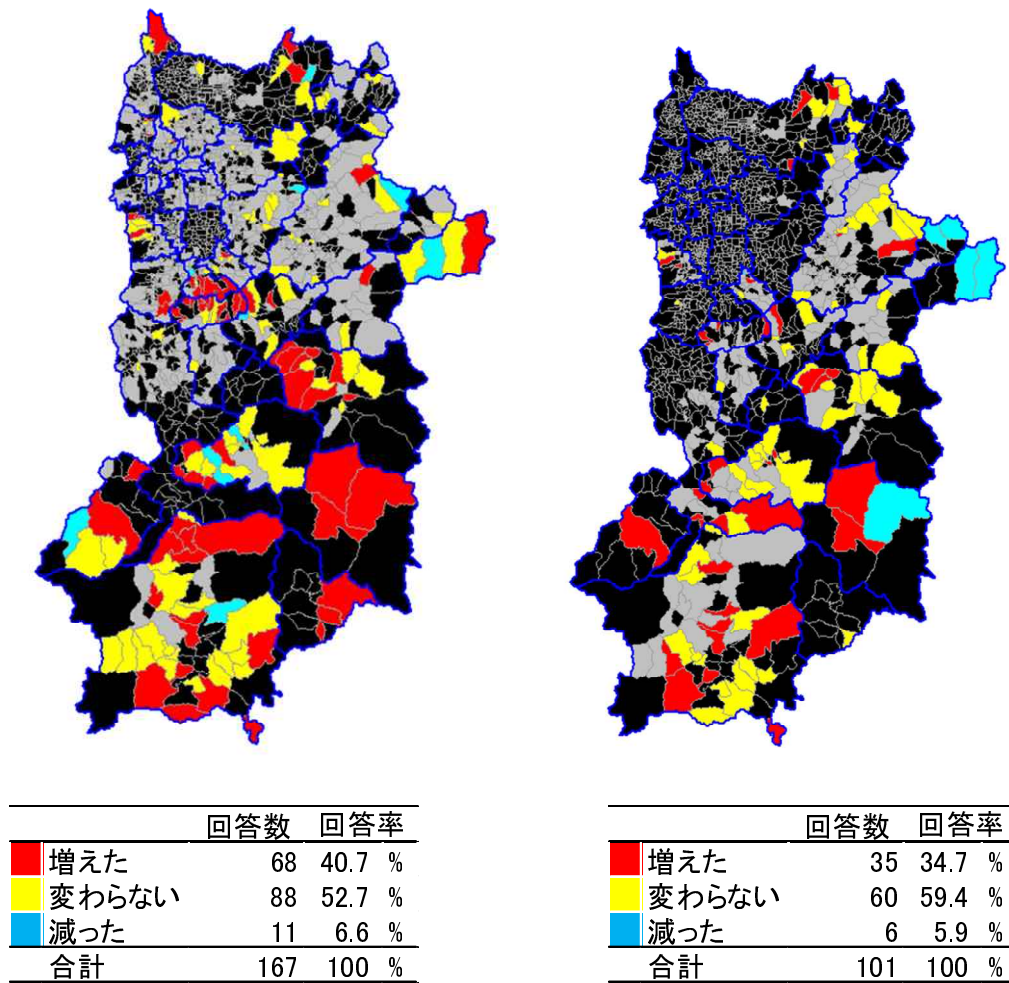 回答数 回答率
増えた 68 40.7 %
変わらない 88 52.7 %
減った 11 6.6 %
合計 167 100 %
回答数 回答率
増えた 35 34.7 %
変わらない 60 59.4 %
減った 6 5.9 %
合計 101 100 %